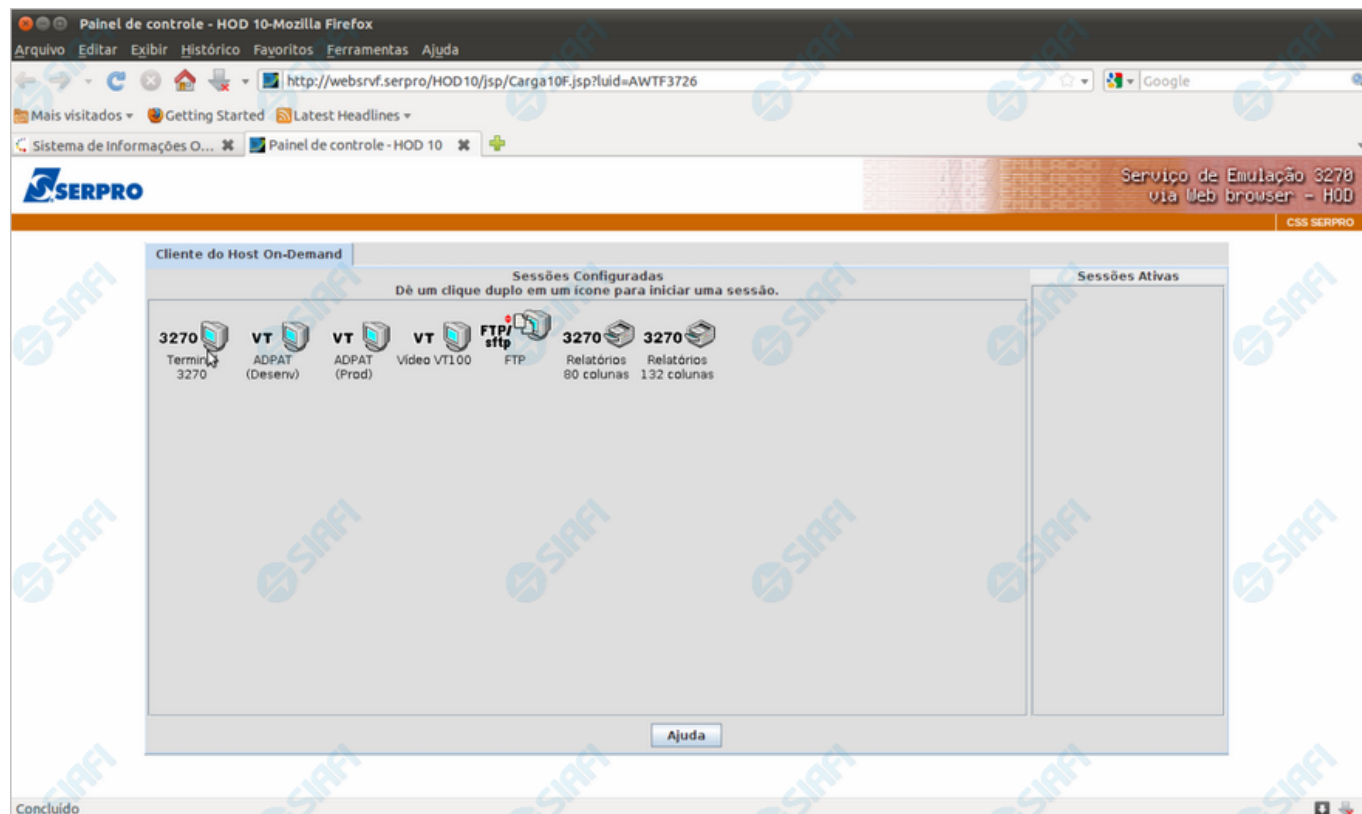 Painel de controle - HOD 10-Mozilla Firefox
Arquivo Editar Exibir Histórico Favoritos Ferramentas Ajuda
http://websrvf.serpro/HOD10/jsp/Carga10F.jsp?luid=AWTF3726
Google
Mais visitados Getting Started Latest Headlines
Sistema de Informações O... Painel de controle - HOD 10
SERPRO
Serviço de Emulação 3270
via Web browser - HOD
CSS SERPRO
Cliente do Host On-Demand
Sessões Configuradas
Sessões Ativas
Dê um clique duplo em um ícone para iniciar uma sessão.
3270 VT VT VT FTP/ sftp 3270 3270
ADPAT ADPAT Vídeo VT100 FTP Relatórios Relatórios
3270 (Desenv) (Prod) 80 colunas 132 colunas
Ajuda
Concluído
SIAFI